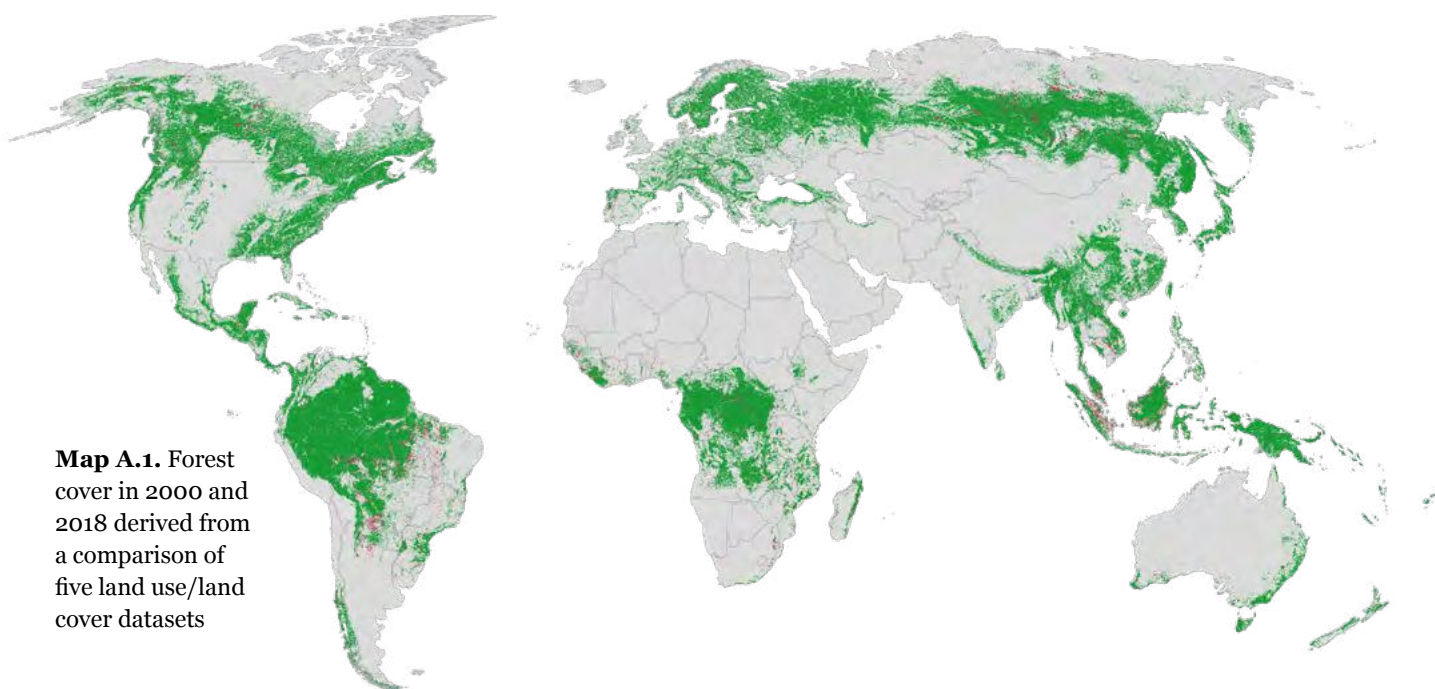 Map A.1. Forest
cover in 2000 and
2018 derived from
a comparison of
five land use/land
cover datasets